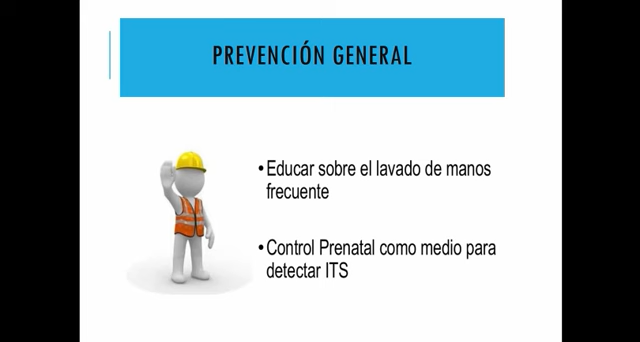 PREVENCIÓN GENERAL
•Educar sobre el lavado de manos
frecuente
•Control Prenatal como medio para
detectar ITS